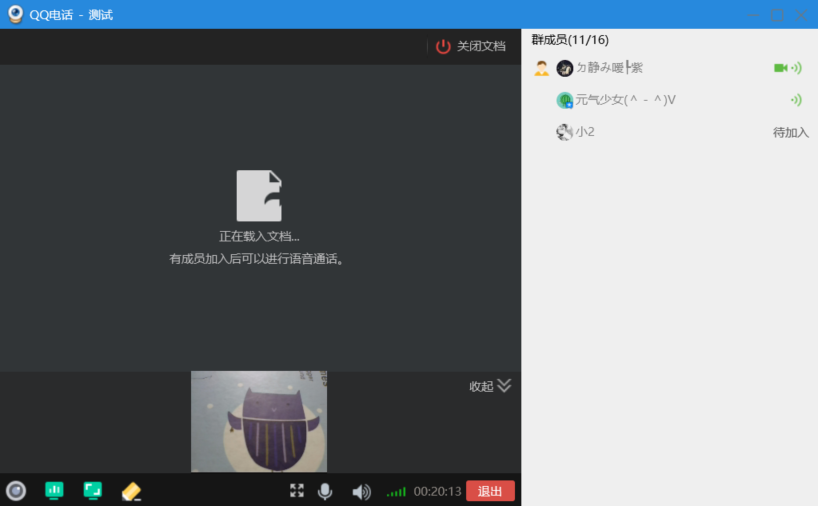 QQ电话 - 测试
关闭文档
正在载入文档...
有成员加入后可以进行语音通话。
收起
00:20:13
退出
群成员(11/16)
ㄉ静み暖┞紫
元气少女(＾－＾)V
小2
待加入